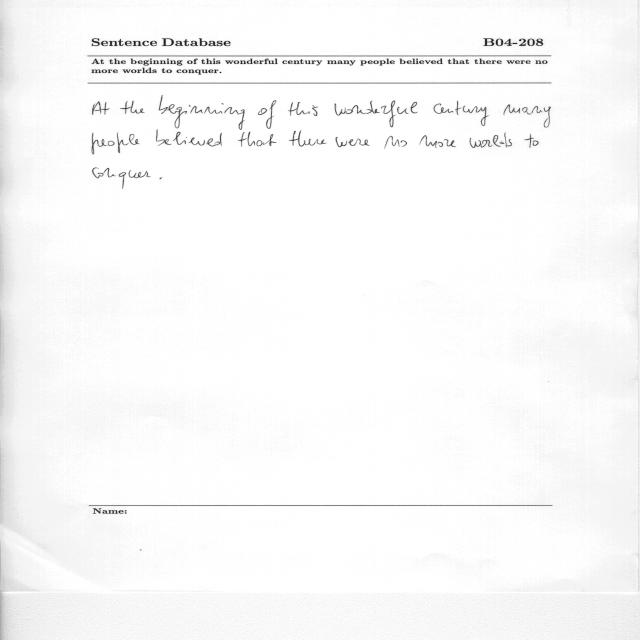 Sentence Database B04-208
At the beginning of this wonderful century many people believed that there were no
more worlds to conquer.
At the beginning of this wonderful century many
people believed that there were no more worlds to
conquer.
Name: